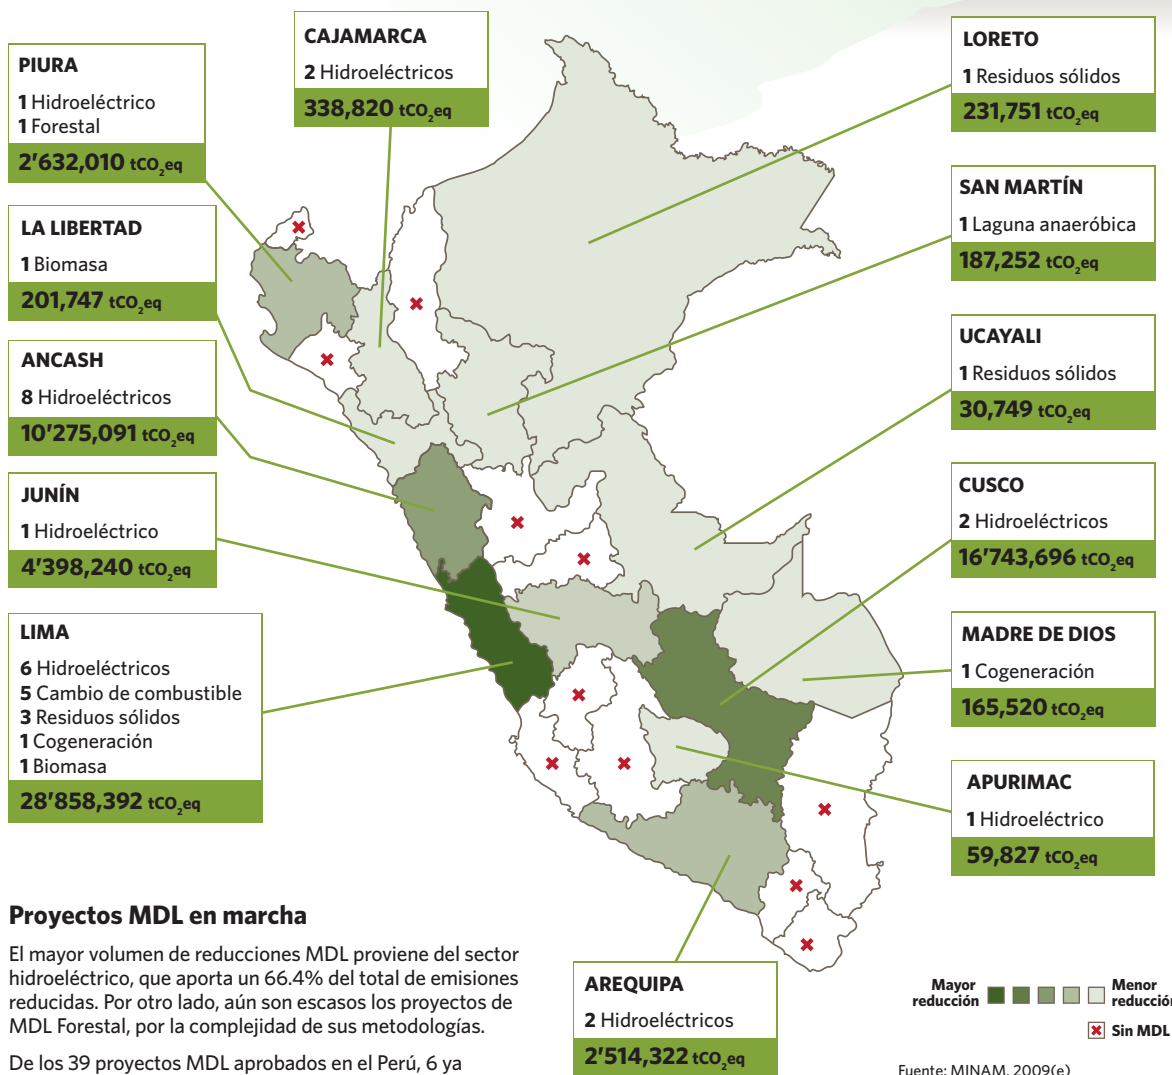 PIURA
1 Hidroeléctrico
1 Forestal
2’632,010 tCO₂eq
CAJAMARCA
2 Hidroeléctricos
338,820 tCO₂eq
LORETO
1 Residuos sólidos
231,751 tCO₂eq
LA LIBERTAD
1 Biomasa
201,747 tCO₂eq
SAN MARTÍN
1 Laguna anaeróbica
187,252 tCO₂eq
ANCASH
8 Hidroeléctricos
10’275,091 tCO₂eq
UCAYALI
1 Residuos sólidos
30,749 tCO₂eq
JUNÍN
1 Hidroeléctrico
4’398,240 tCO₂eq
CUSCO
2 Hidroeléctricos
16’743,696 tCO₂eq
LIMA
6 Hidroeléctricos
5 Cambio de combustible
3 Residuos sólidos
1 Cogeneración
1 Biomasa
28’858,392 tCO₂eq
MADRE DE DIOS
1 Cogeneración
165,520 tCO₂eq
APURIMAC
1 Hidroeléctrico
59,827 tCO₂eq
Proyectos MDL en marcha
El mayor volumen de reducciones MDL proviene del sector
hidroeléctrico, que aporta un 66.4% del total de emisiones
reducidas. Por otro lado, aún son escasos los proyectos de
MDL Forestal, por la complejidad de sus metodologías.
De los 39 proyectos MDL aprobados en el Perú, 6 ya
AREQUIPA
2 Hidroeléctricos
2’514,322 tCO₂eq
Mayor
reducción
Menor
reducción
Sin MDL
Fuente: MINAM, 2009(e)